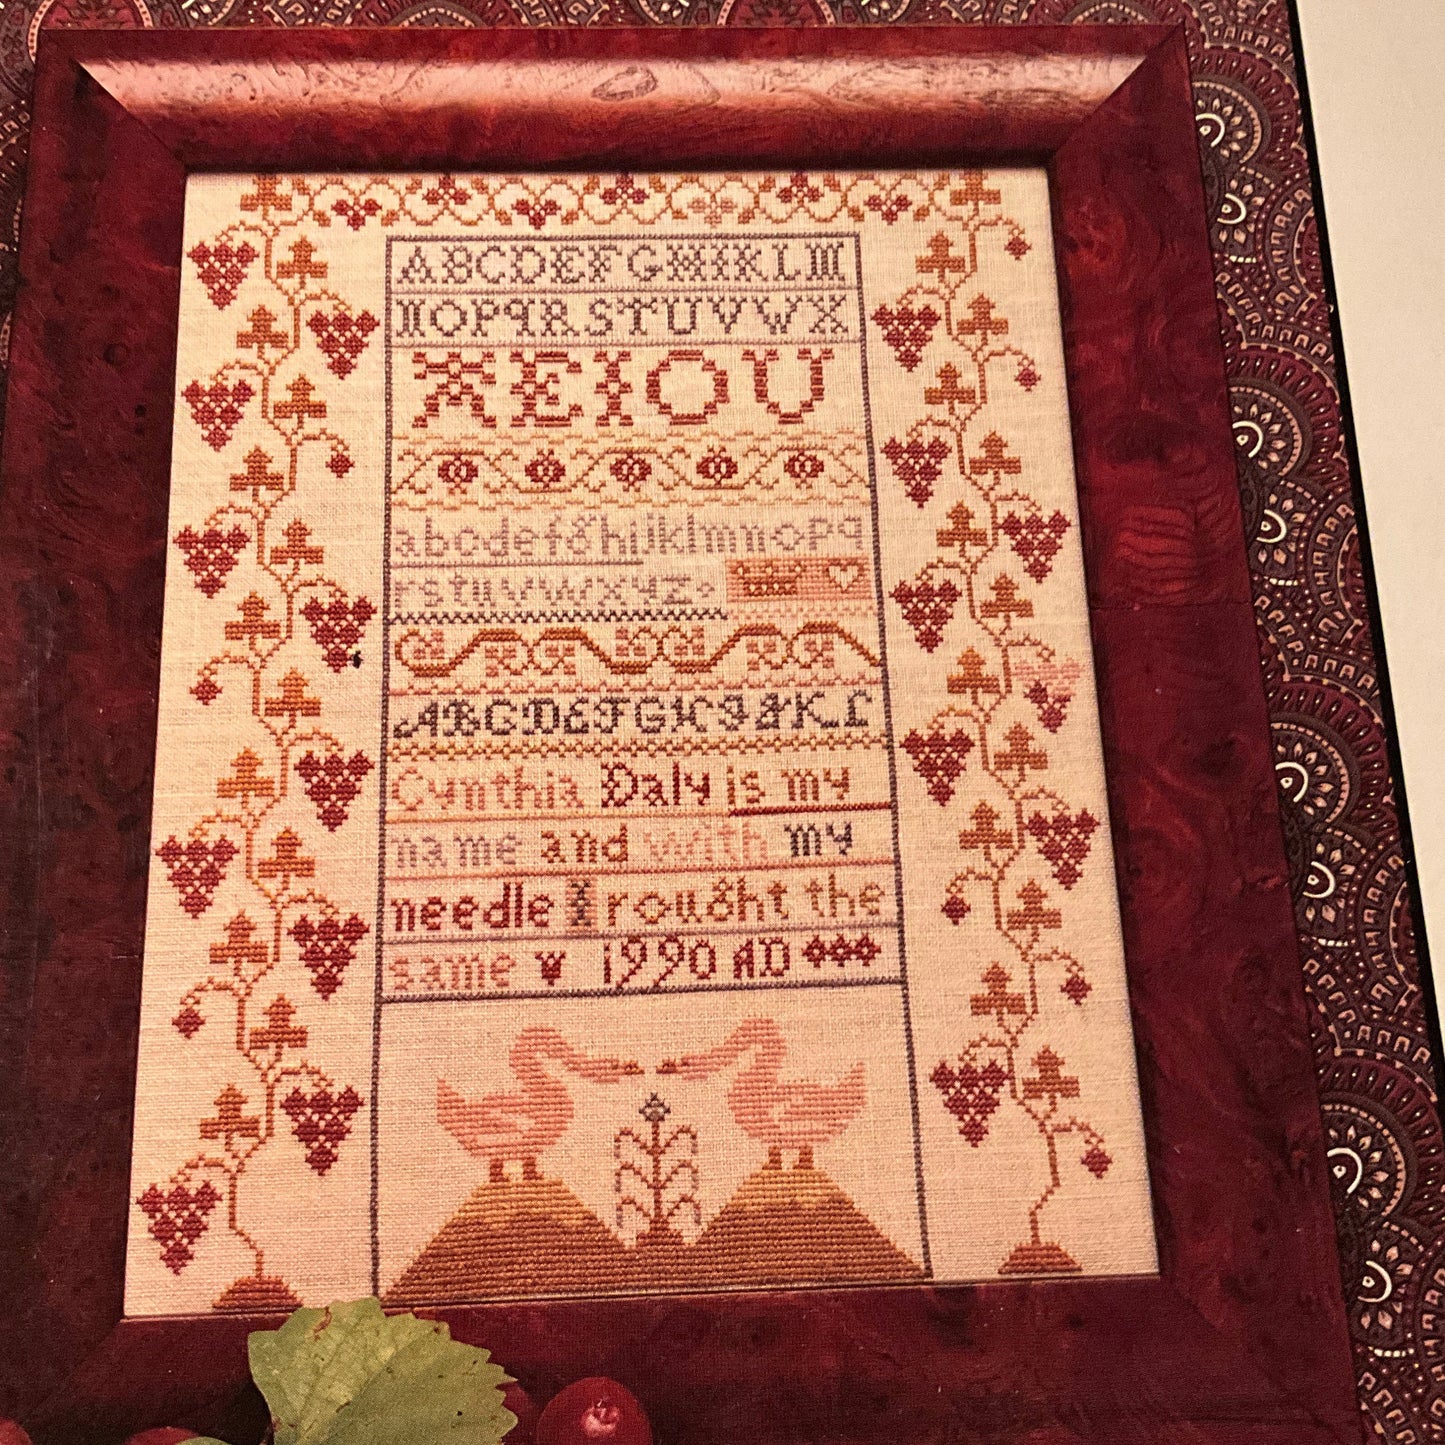 ABCDEFGHIKLM
NOPQRSTUVWX
AEIOU
abcdefghijklmnopq
rstuvwxyz
ABCDEFGHIJKL
Cynthia Daly is my
name and with my
needle I rought the
same 1990 AD